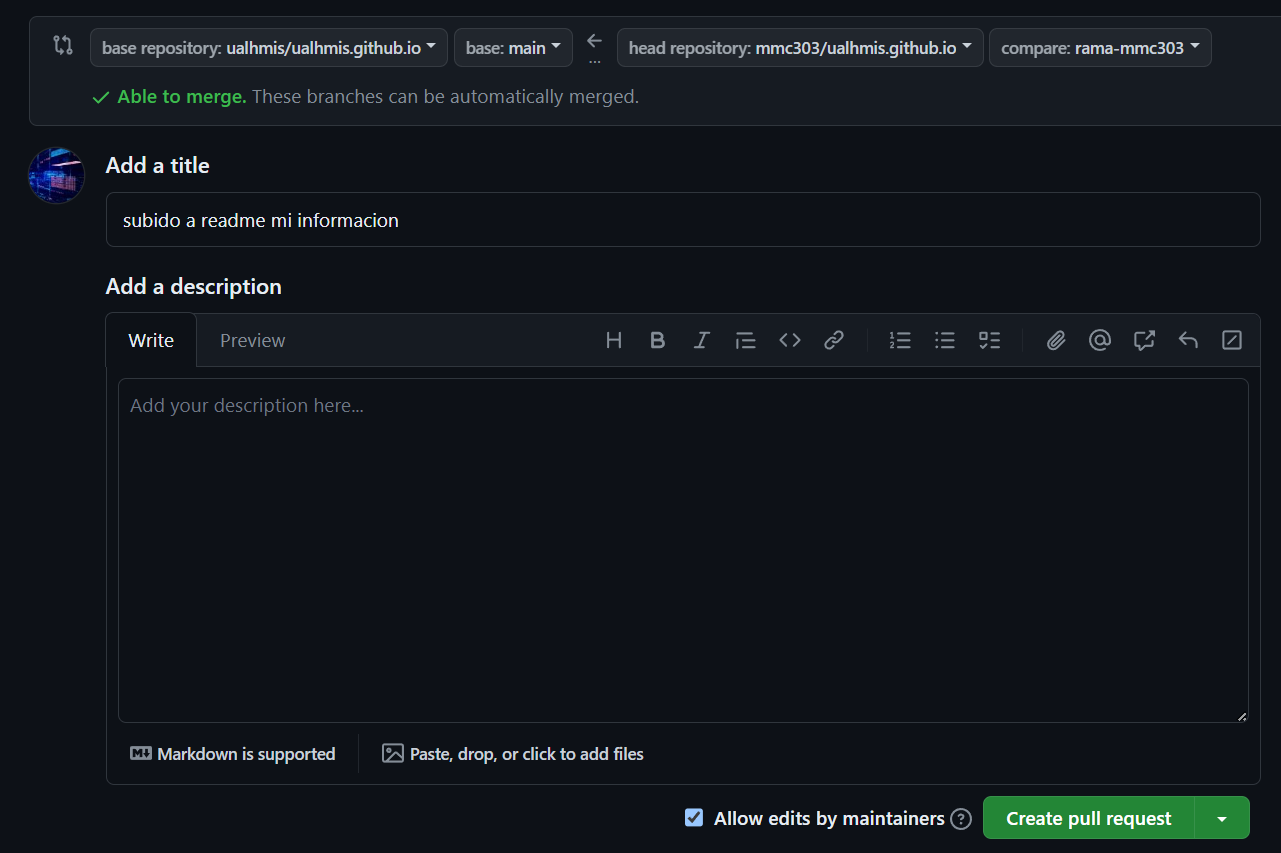 base repository: ualhmis/ualhmis.github.io base: main ... head repository: mmc303/ualhmis.github.io compare: rama-mmc303
Able to merge. These branches can be automatically merged.
Add a title
subido a readme mi informacion
Add a description
Write Preview
Add your description here...
Markdown is supported Paste, drop, or click to add files
Allow edits by maintainers ? Create pull request